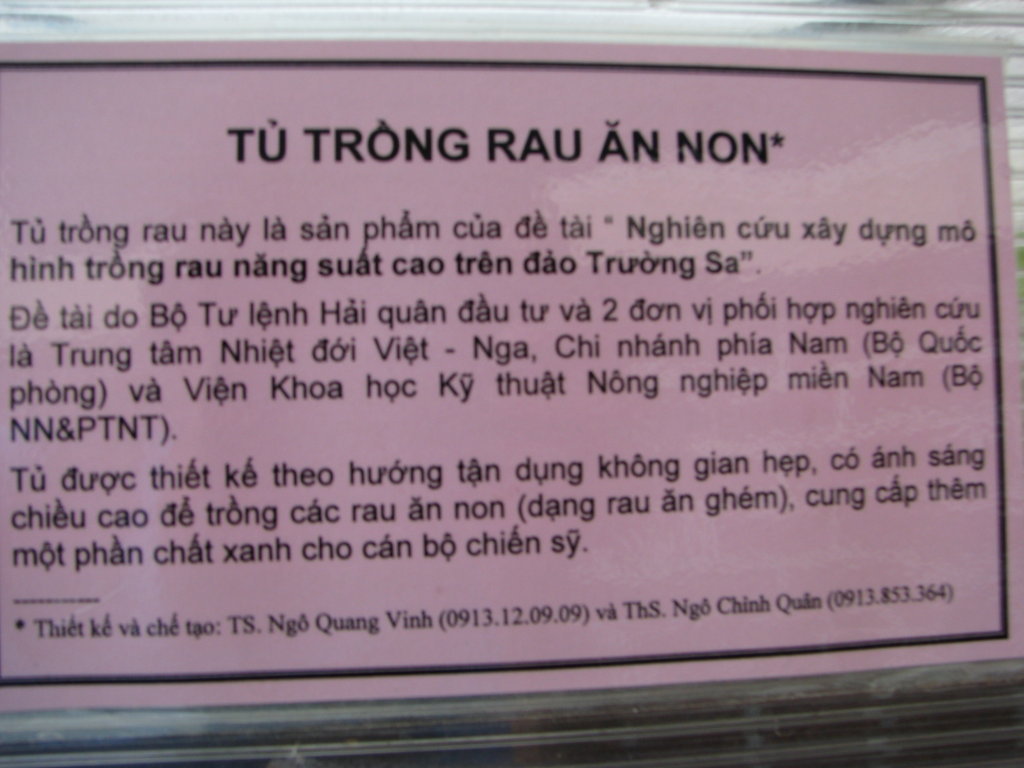 TỦ TRỒNG RAU ĂN NON*
Tủ trồng rau này là sản phẩm của đề tài “ Nghiên cứu xây dựng mô
hình trồng rau năng suất cao trên đảo Trường Sa”.
Đề tài do Bộ Tư lệnh Hải quân đầu tư và 2 đơn vị phối hợp nghiên cứu
là Trung tâm Nhiệt đới Việt - Nga, Chi nhánh phía Nam (Bộ Quốc
phòng) và Viện Khoa học Kỹ thuật Nông nghiệp miền Nam (Bộ
NN&PTNT).
Tủ được thiết kế theo hướng tận dụng không gian hẹp, có ánh sáng
chiều cao để trồng các rau ăn non (dạng rau ăn ghém), cung cấp thêm
một phần chất xanh cho cán bộ chiến sỹ.
-----------
* Thiết kế và chế tạo: TS. Ngô Quang Vinh (0913.12.09.09) và ThS. Ngô Chỉnh Quân (0913.853.364)